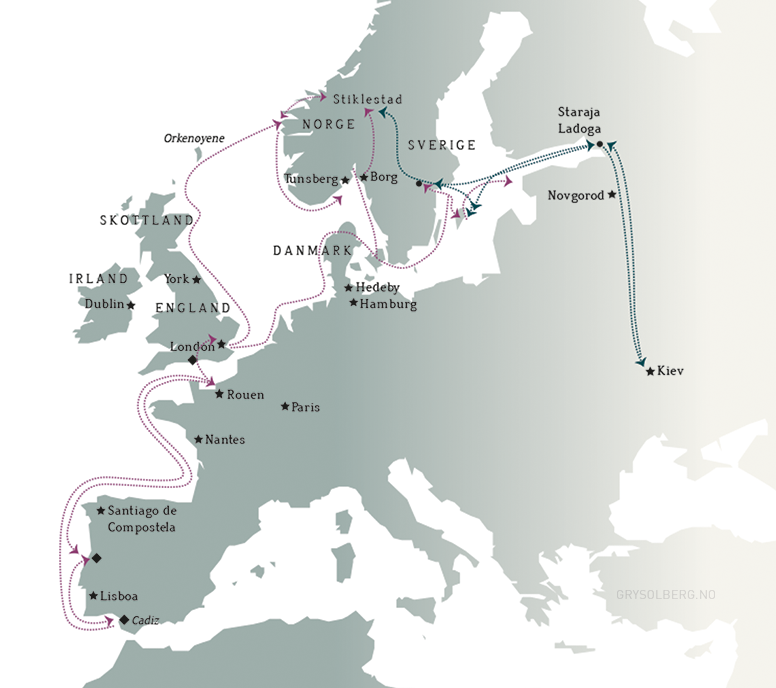 Stiklestad
Staraja
Ladoga
NORGE
Orkenoyene
SVERIGE
Tunsberg
Borg
Novgorod
SKOTTLAND
DANMARK
IRLAND
York
Hedeby
Dublin
ENGLAND
Hamburg
London
Kiev
Rouen
Paris
Nantes
Santiago de
Compostela
Lisboa
GRYSOLBERG.NO
Cadiz